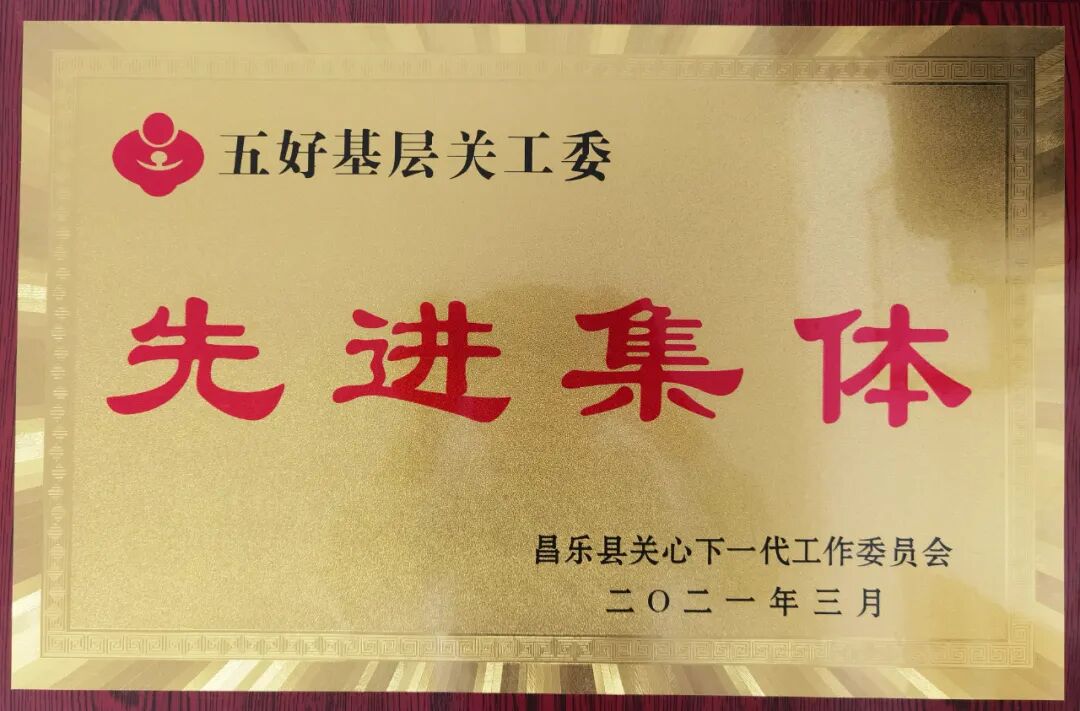 五好基层关工委
先进集体
昌乐县关心下一代工作委员会
二〇二一年三月